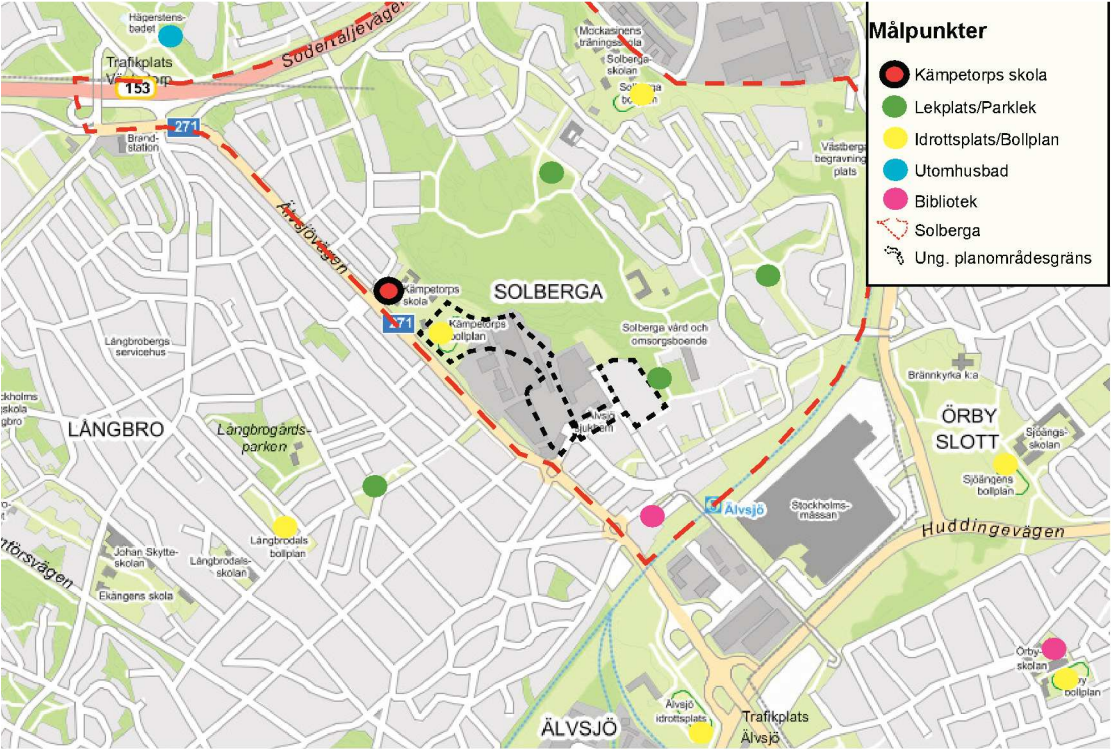 Hägerstens-
badet
Trafikplats
153
Södertäljevägen
271
Brand-
station
Mockasinens
träningsskola
Solberga-
skolan
Västberga
begravnings
plats
Målpunkter
Kämpetorps skola
Lekplats/Parklek
Idrottsplats/Bollplan
Utomhusbad
Bibliotek
Solberga
Ung. planområdesgräns
Älvsjövägen
Kämpetorps
skola
271
Kämpetorps
bollplan
SOLBERGA
Solberga vård och
omsorgsboende
Långbrobergs
servicehus
LÅNGBRO
Långbrogårds-
parken
Älvsjö
sjukhem
Brännkyrka k:a
ÖRBY
SLOTT
Sjöängs-
skolan
Sjöängens
bollplan
Älvsjö
Stockholms-
mässan
Huddingevägen
Långbrodals
bollplan
Långbrodals-
skolan
Johan Skytte-
skolan
Ekängens skola
Örby-
skolan
bollplan
Älvsjö
idrottsplats
ÄLVSJÖ
Trafikplats
Älvsjö